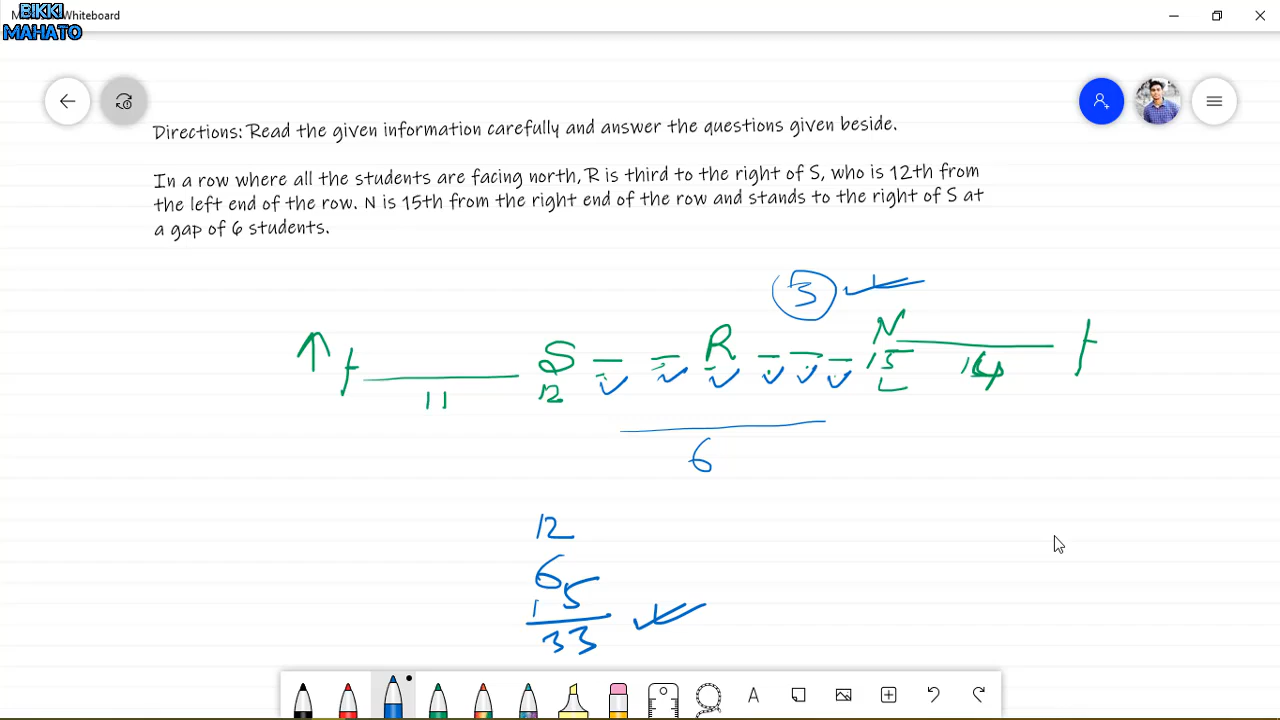 Whiteboard
BIKKI
MAHATO
Directions: Read the given information carefully and answer the questions given beside.
In a row where all the students are facing north, R is third to the right of S, who is 12th from
the left end of the row. N is 15th from the right end of the row and stands to the right of S at
a gap of 6 students.
3
S R N
12 15 14
11
6
12
6
15
33
A